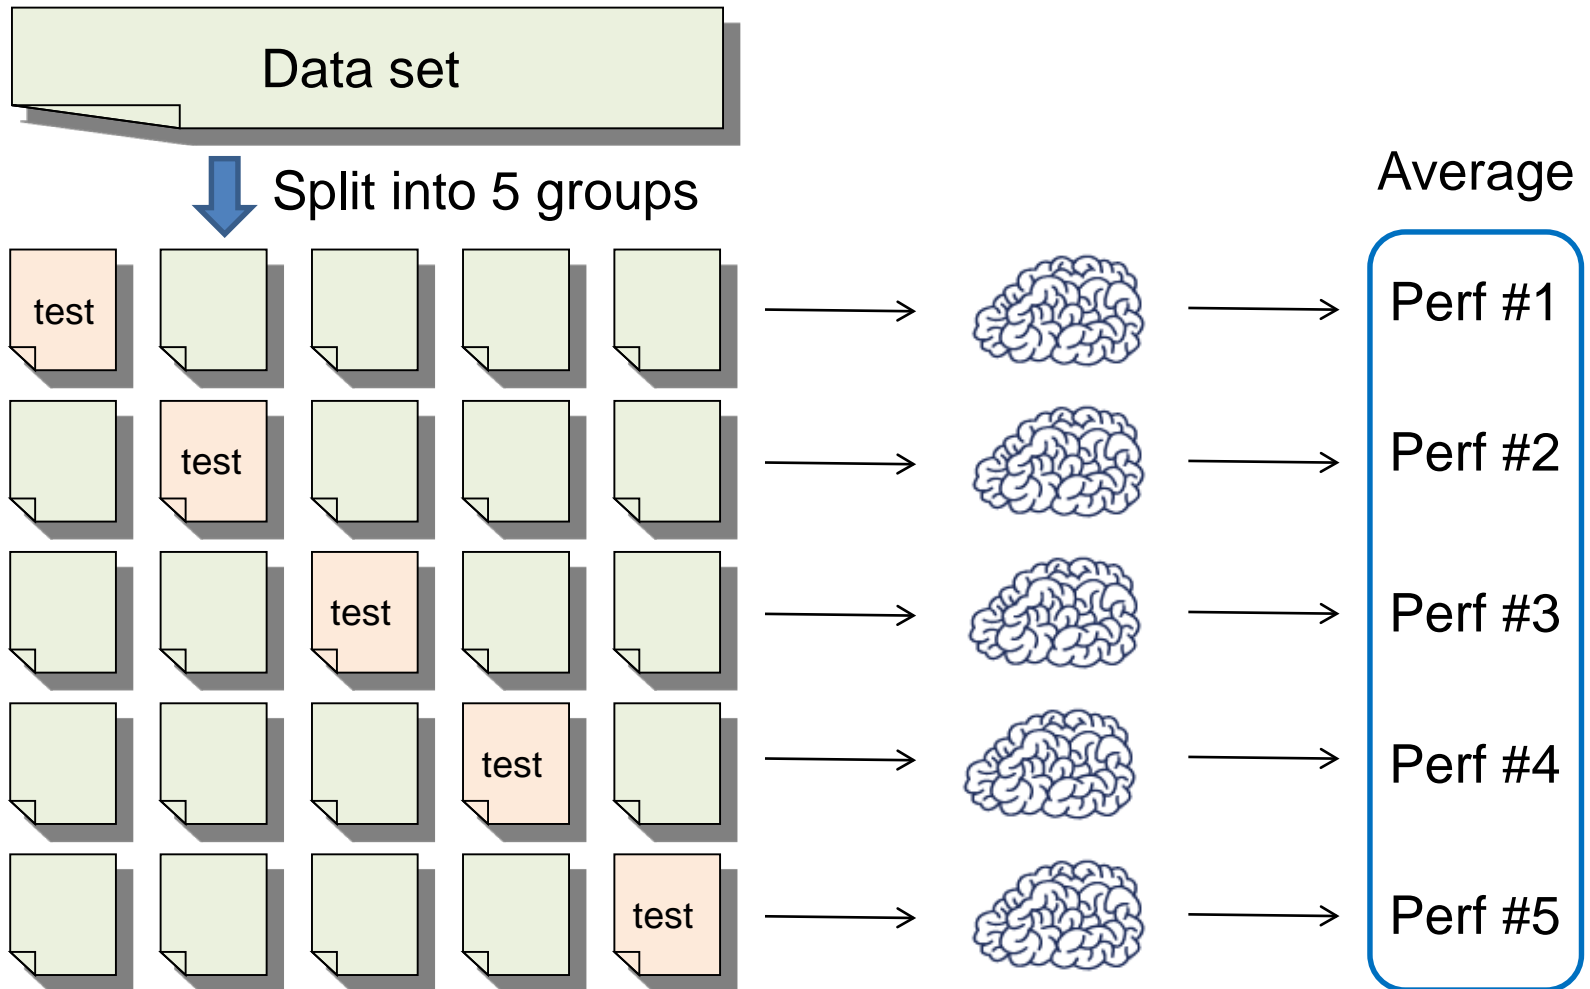 Data set
Split into 5 groups
Average
test
Perf #1
test
Perf #2
test
Perf #3
test
Perf #4
test
Perf #5